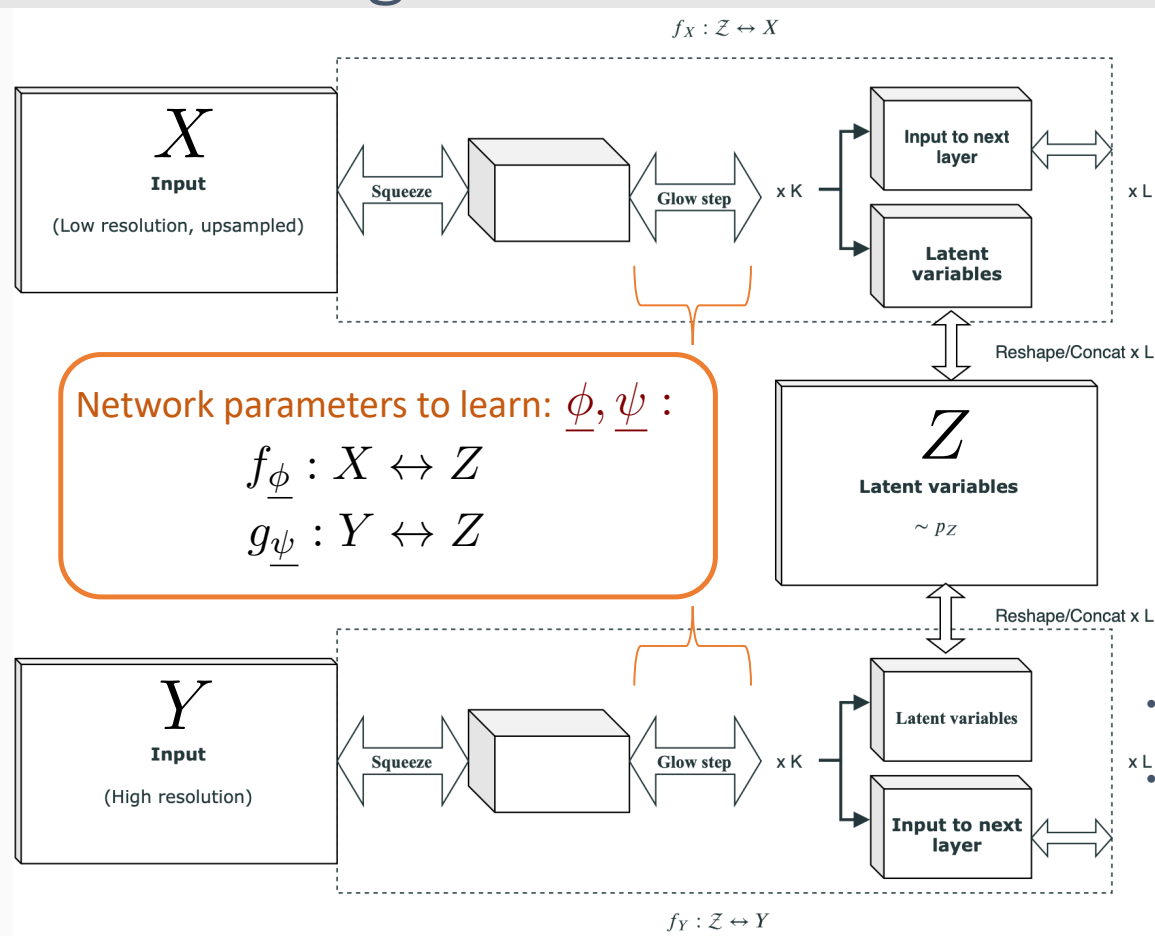 f_X : 𝒵 ↔ X
X
Input
(Low resolution, upsampled)
Squeeze
Glow step
x K
Input to next
layer
Latent
variables
x L
Reshape/Concat x L
Network parameters to learn: ϕ, ψ :
f_ϕ : X ↔ Z
g_ψ : Y ↔ Z
Z
Latent variables
∼ p_Z
Reshape/Concat x L
Y
Input
(High resolution)
Squeeze
Glow step
x K
Latent variables
Input to next
layer
x L
f_Y : 𝒵 ↔ Y